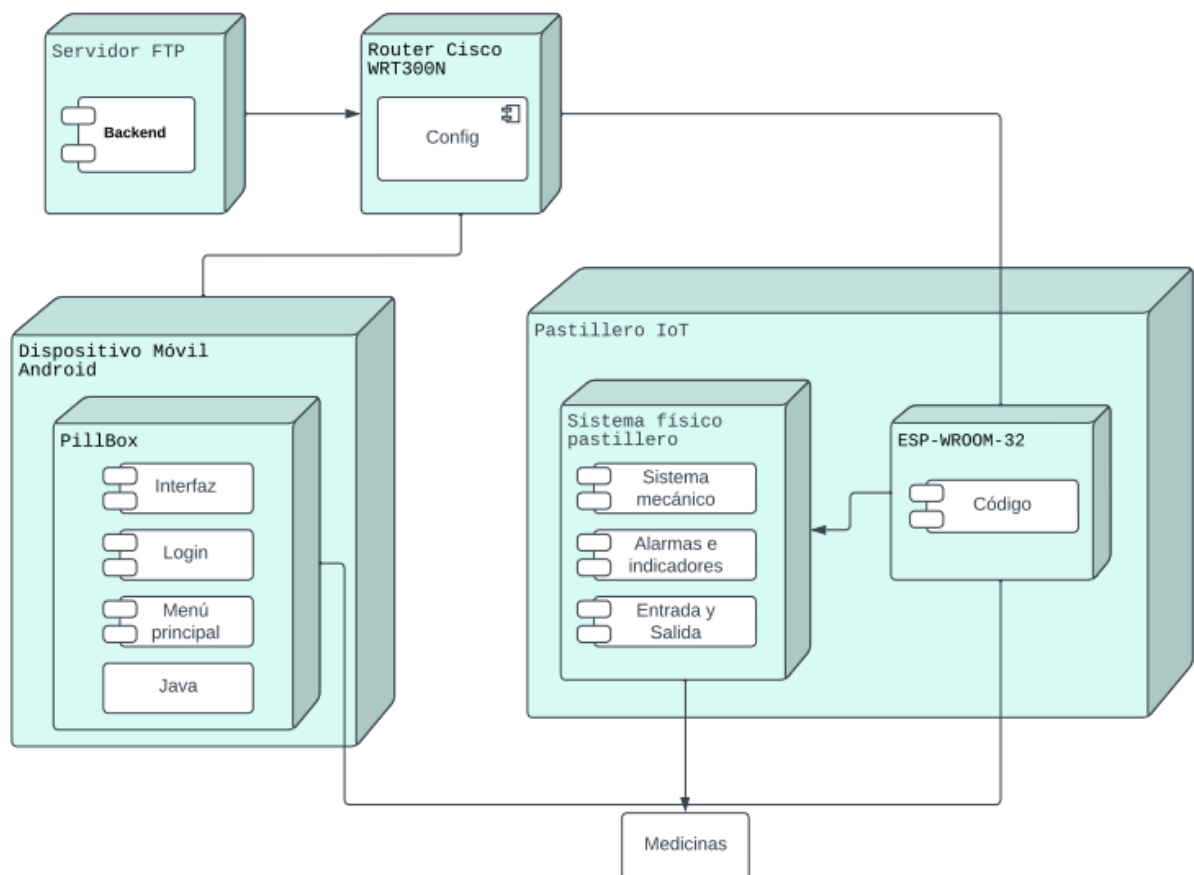 Servidor FTP
Backend
Router Cisco
WRT300N
Config
Dispositivo Móvil
Android
PillBox
Interfaz
Login
Menú
principal
Java
Pastillero IoT
Sistema físico
pastillero
Sistema
mecánico
Alarmas e
indicadores
Entrada y
Salida
ESP-WROOM-32
Código
Medicinas